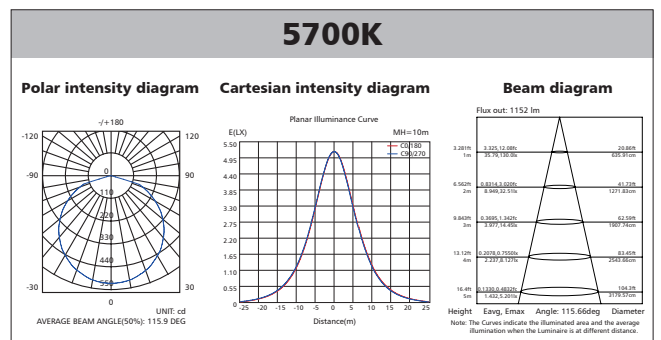 5700K
Polar intensity diagram
Cartesian intensity diagram
Beam diagram
-/+180
-120
120
-90
90
0
110
220
330
440
550
-30
30
0
UNIT: cd
AVERAGE BEAM ANGLE(50%): 115.9 DEG
Planar Illuminance Curve
E(LX)
MH=10m
C0/180
C90/270
5.50
4.95
4.40
3.85
3.30
2.75
2.20
1.65
1.10
0.55
0
-25 -20 -15 -10 -5 0 5 10 15 20 25
Distance(m)
Flux out: 1152 lm
3.281ft 3.325,12.08fc 20.86ft
1m 35.79,130.0lx 635.91cm
6.562ft 0.8314,3.020fc 41.73ft
2m 8.949,32.51lx 1271.83cm
9.843ft 0.3695,1.342fc 62.59ft
3m 3.977,14.45lx 1907.74cm
13.12ft 0.2078,0.7550fc 83.45ft
4m 2.237,8.127lx 2543.66cm
16.4ft 0.1330,0.4832fc 104.3ft
5m 1.432,5.201lx 3179.57cm
Height Eavg, Emax Angle: 115.66deg Diameter
Note: The Curves indicate the illuminated area and the average
illumination when the Luminaire is at different distance.